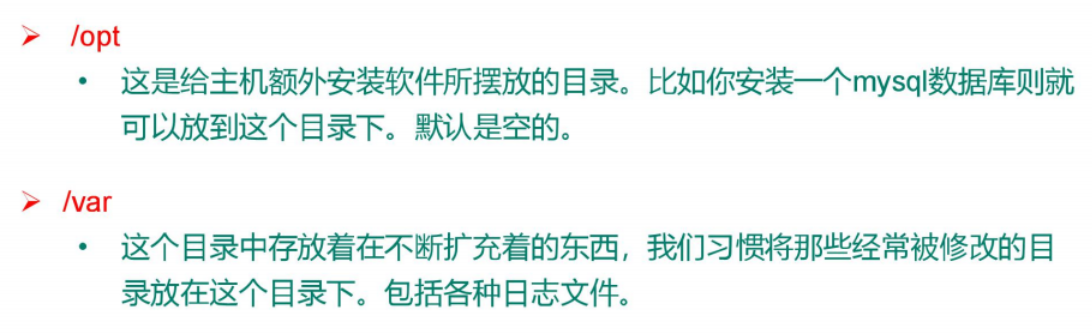 ➢ /opt
• 这是给主机额外安装软件所摆放的目录。比如你安装一个mysql数据库则就
可以放到这个目录下。默认是空的。
➢ /var
• 这个目录中存放着在不断扩充着的东西，我们习惯将那些经常被修改的目
录放在这个目录下。包括各种日志文件。